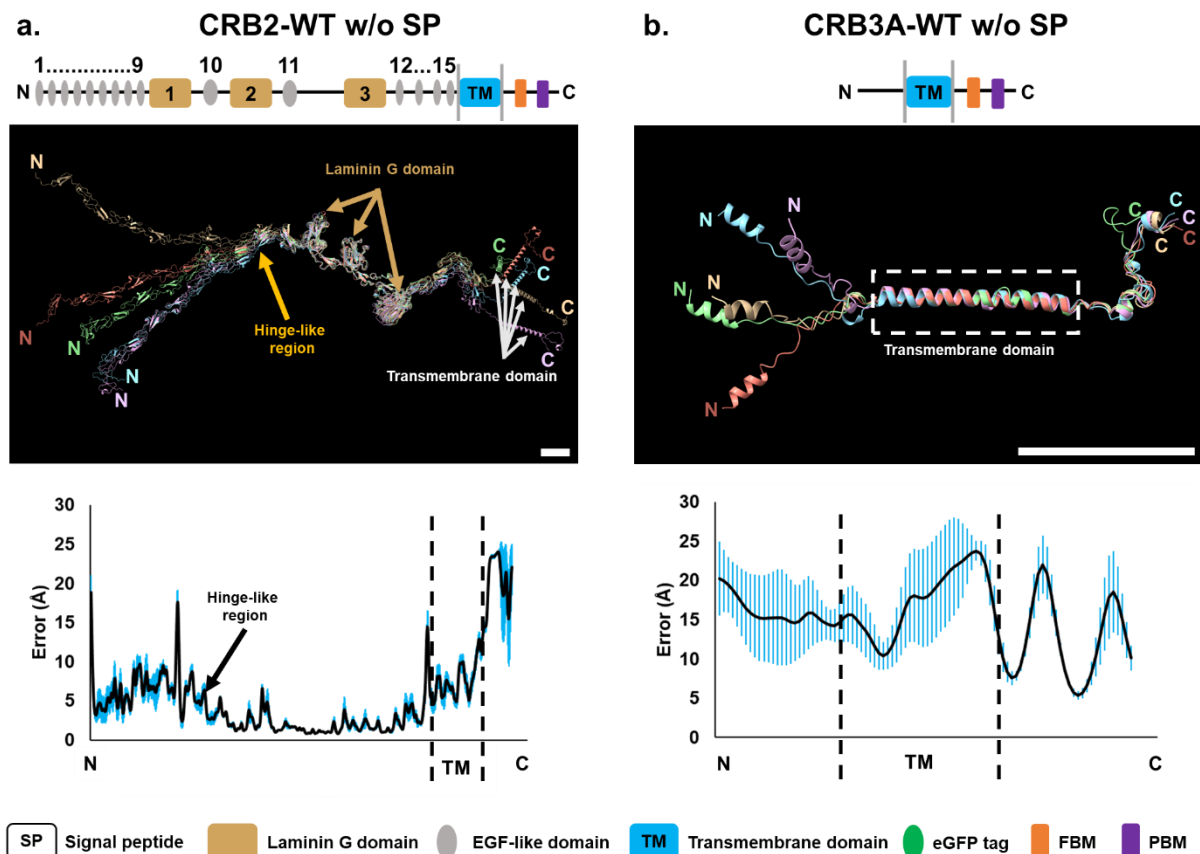 a.
CRB2-WT w/o SP
1..............9 10 11 12...15
N 1 2 3 TM C
N
Laminin G domain
C
C
C
C
C
N
N
N
N
Hinge-like
region
Transmembrane domain
30
25
20
15
10
5
0
Error (Å)
Hinge-like
region
N
TM
C
b.
CRB3A-WT w/o SP
N TM C
N
N
N
N
N
C
C
C
C
C
Transmembrane domain
30
25
20
15
10
5
0
Error (Å)
N
TM
C
SP Signal peptide
Laminin G domain
EGF-like domain
TM Transmembrane domain
eGFP tag
FBM
PBM